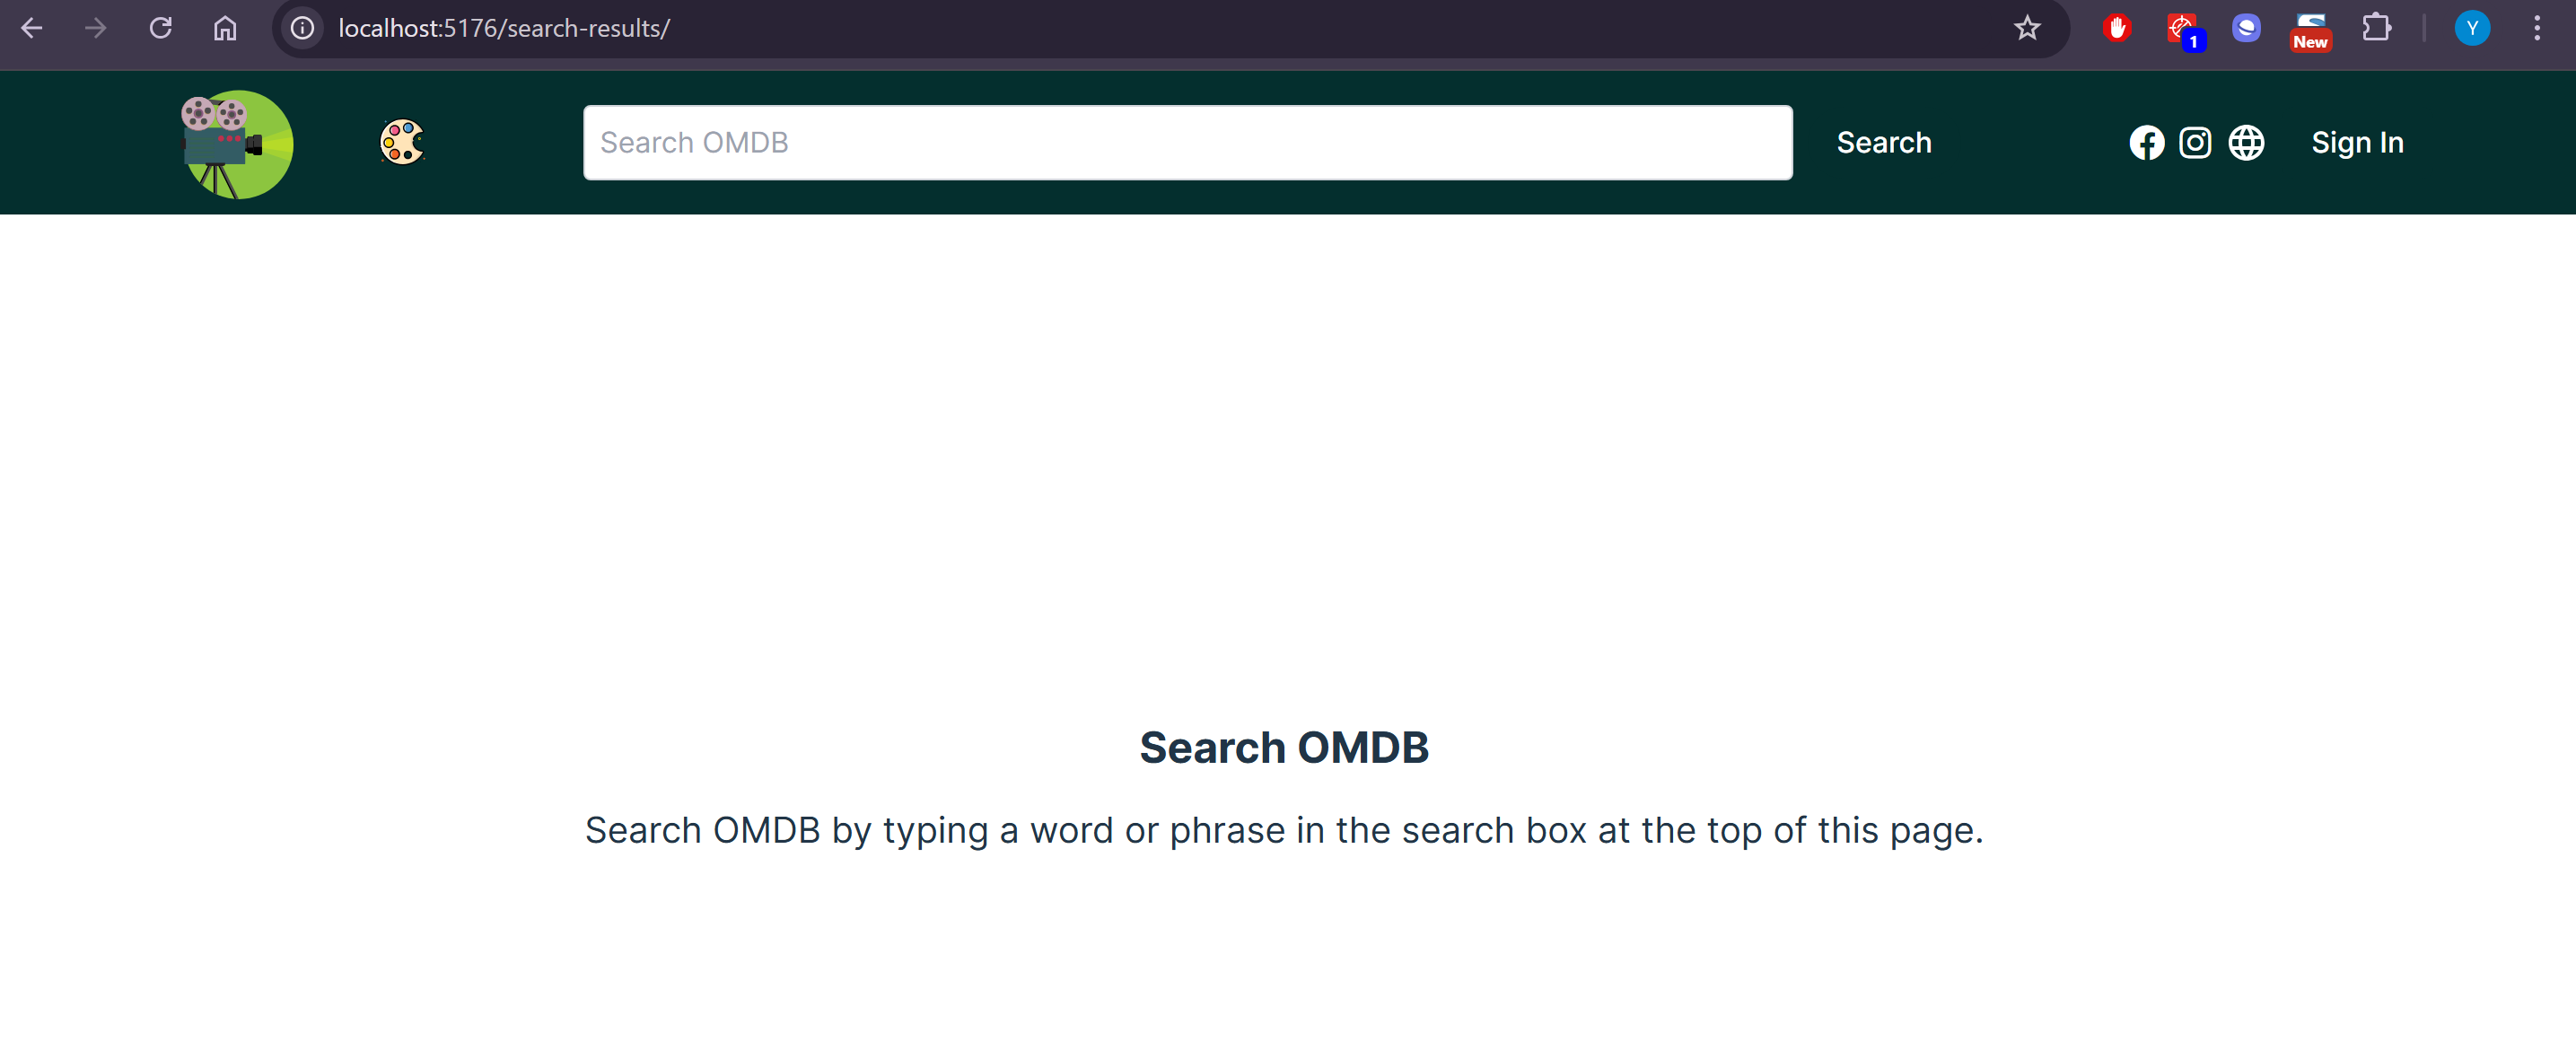 localhost:5176/search-results/
1
New
Y
Search OMDB
Search
Sign In
Search OMDB
Search OMDB by typing a word or phrase in the search box at the top of this page.